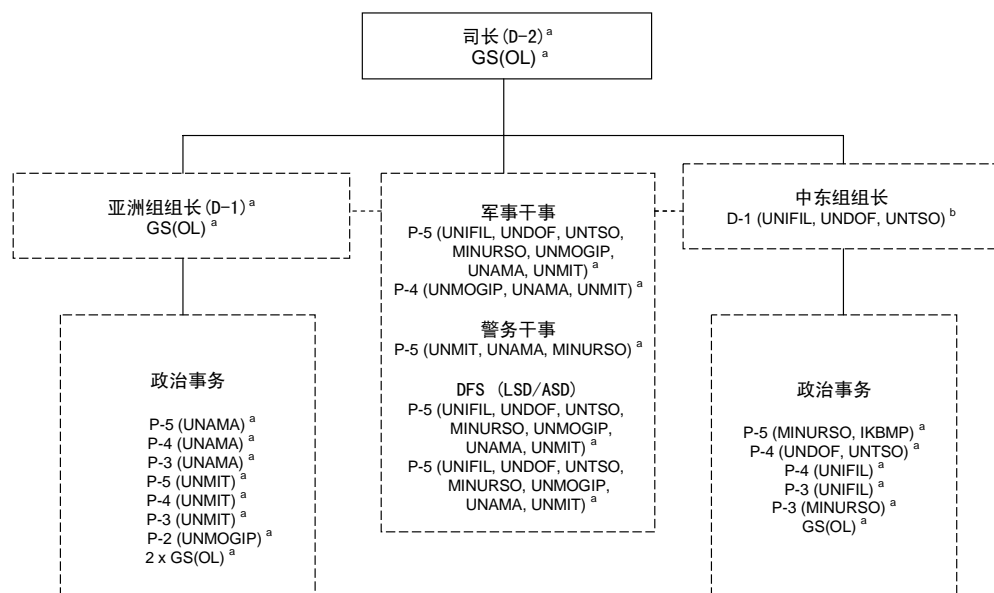 司长(D-2) a
GS(OL) a
亚洲组组长(D-1) a
GS(OL) a
军事干事
P-5 (UNIFIL, UNDOF, UNTSO,
MINURSO, UNMOGIP,
UNAMA, UNMIT) a
P-4 (UNMOGIP, UNAMA, UNMIT) a
警务干事
P-5 (UNMIT, UNAMA, MINURSO) a
DFS (LSD/ASD)
P-5 (UNIFIL, UNDOF, UNTSO,
MINURSO, UNMOGIP,
UNAMA, UNMIT) a
P-5 (UNIFIL, UNDOF, UNTSO,
MINURSO, UNMOGIP,
UNAMA, UNMIT) a
中东组组长
D-1 (UNIFIL, UNDOF, UNTSO) b
政治事务
P-5 (UNAMA) a
P-4 (UNAMA) a
P-3 (UNAMA) a
P-5 (UNMIT) a
P-4 (UNMIT) a
P-3 (UNMIT) a
P-2 (UNMOGIP) a
2 x GS(OL) a
政治事务
P-5 (MINURSO, IKBMP) a
P-4 (UNDOF, UNTSO) a
P-4 (UNIFIL) a
P-3 (UNIFIL) a
P-3 (MINURSO) a
GS(OL) a